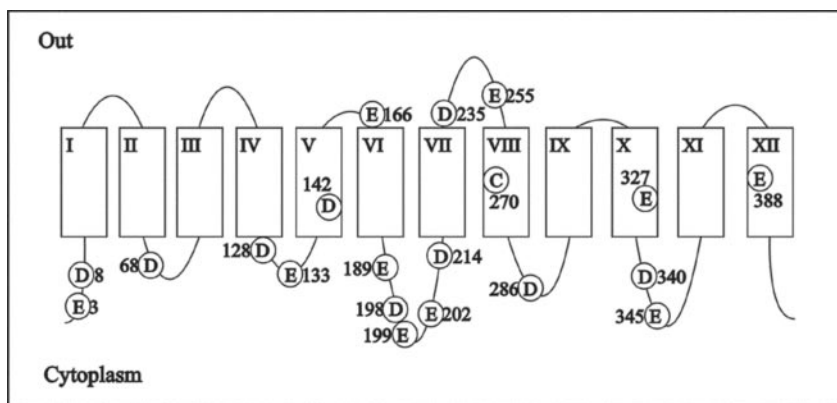 Out
E 166
D 235
E 255
I
II
III
IV
V
VI
VII
VIII
IX
X
XI
XII
142
D
C
270
327
E
E
388
D 8
E 3
68 D
128 D
E 133
189 E
198 D
199 E
E 202
D 214
286 D
D 340
345 E
Cytoplasm